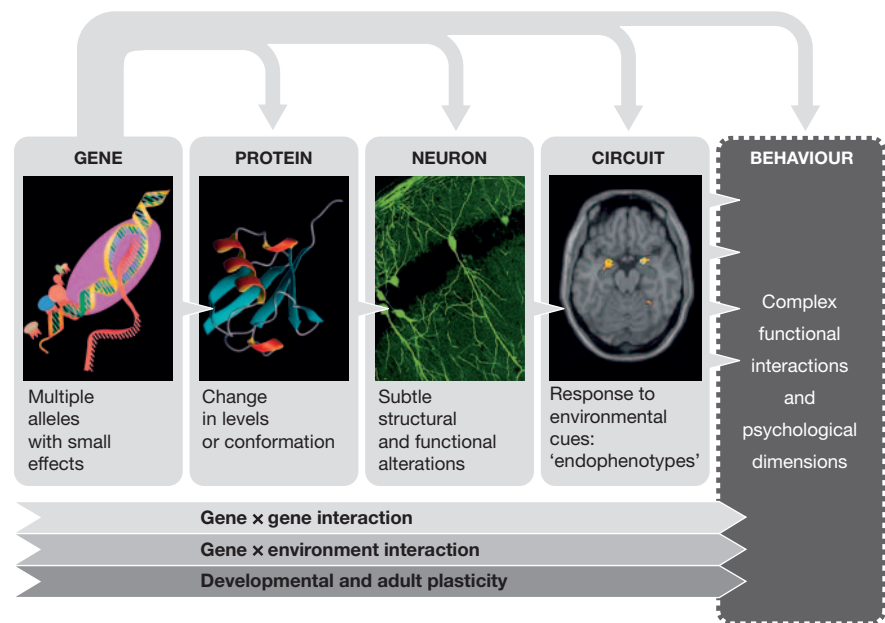 GENE
PROTEIN
NEURON
CIRCUIT
BEHAVIOUR
Multiple
alleles
with small
effects
Change
in levels
or conformation
Subtle
structural
and functional
alterations
Response to
environmental
cues:
‘endophenotypes’
Complex
functional
interactions
and
psychological
dimensions
Gene × gene interaction
Gene × environment interaction
Developmental and adult plasticity